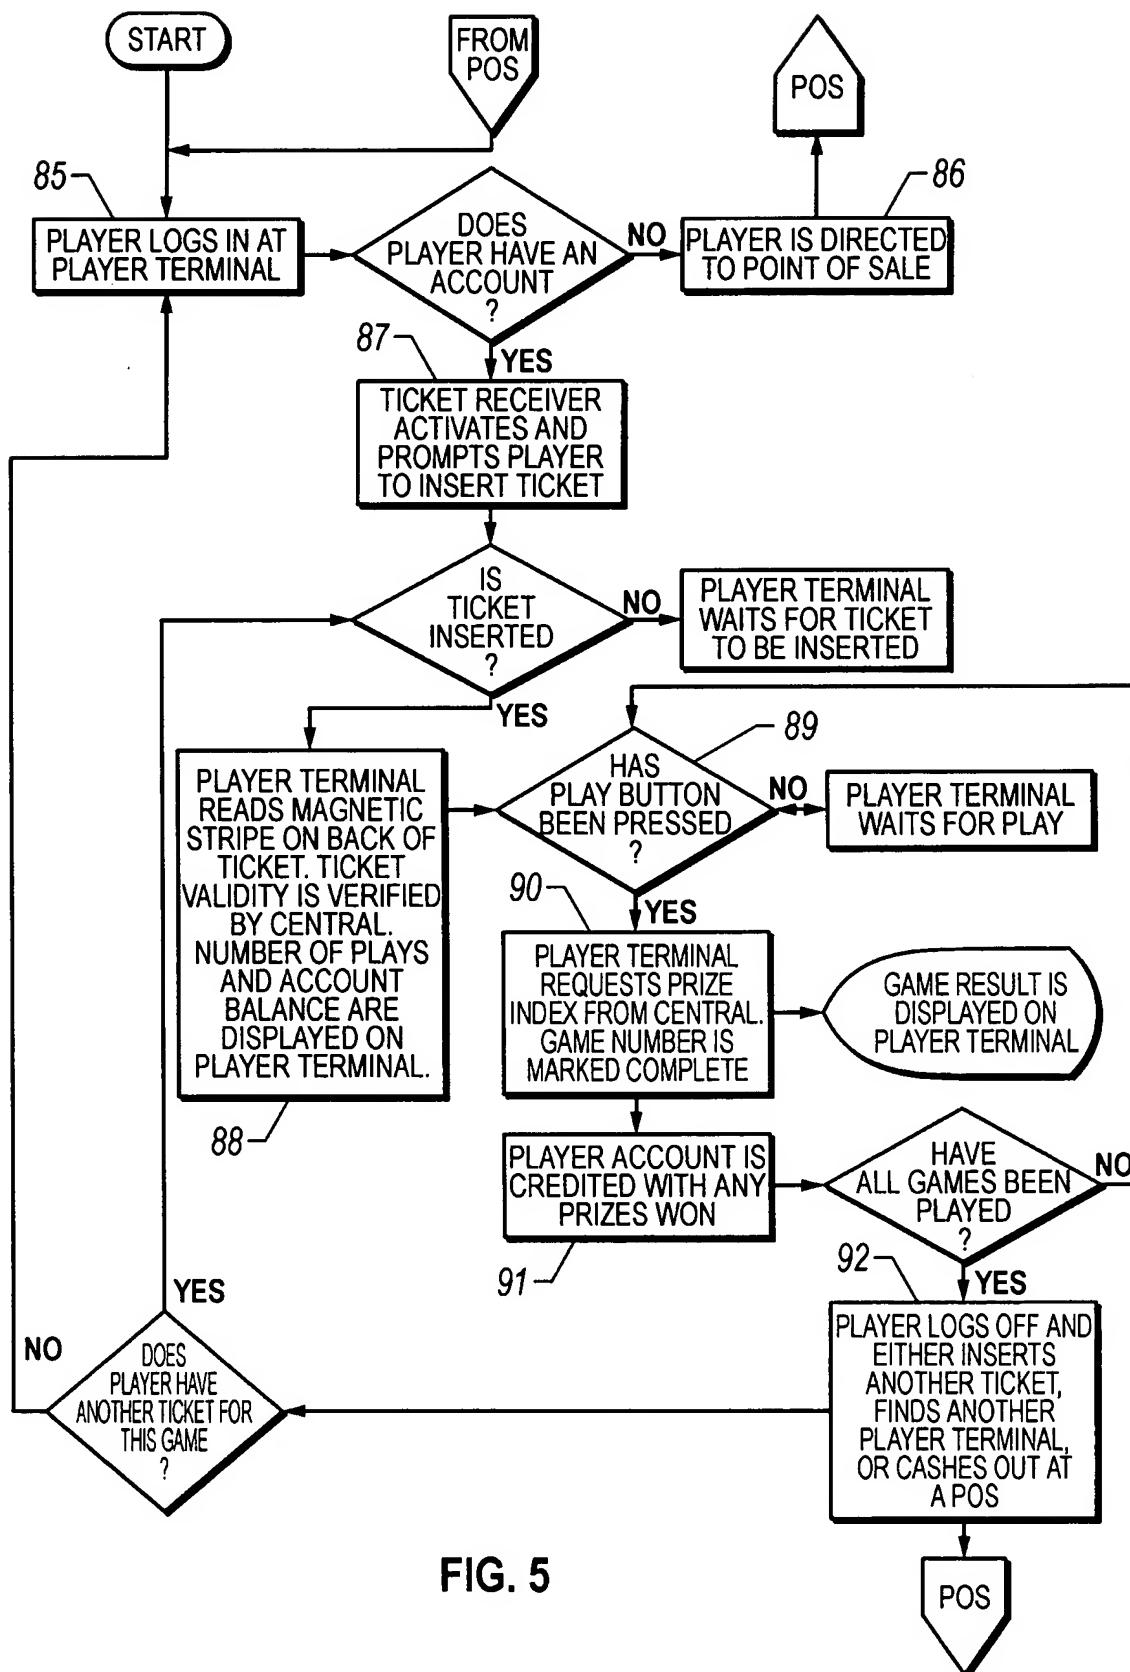 START
FROM
POS
POS
85
PLAYER LOGS IN AT
PLAYER TERMINAL
DOES
PLAYER HAVE AN
ACCOUNT
?
NO
86
PLAYER IS DIRECTED
TO POINT OF SALE
YES
87
TICKET RECEIVER
ACTIVATES AND
PROMPTS PLAYER
TO INSERT TICKET
IS
TICKET
INSERTED
?
NO
PLAYER TERMINAL
WAITS FOR TICKET
TO BE INSERTED
YES
PLAYER TERMINAL
READS MAGNETIC
STRIPE ON BACK OF
TICKET. TICKET
VALIDITY IS VERIFIED
BY CENTRAL.
NUMBER OF PLAYS
AND ACCOUNT
BALANCE ARE
DISPLAYED ON
PLAYER TERMINAL.
88
89
HAS
PLAY BUTTON
BEEN PRESSED
?
NO
PLAYER TERMINAL
WAITS FOR PLAY
YES
90
PLAYER TERMINAL
REQUESTS PRIZE
INDEX FROM CENTRAL.
GAME NUMBER IS
MARKED COMPLETE
GAME RESULT IS
DISPLAYED ON
PLAYER TERMINAL
PLAYER ACCOUNT IS
CREDITED WITH ANY
PRIZES WON
91
HAVE
ALL GAMES BEEN
PLAYED
?
NO
YES
92
PLAYER LOGS OFF AND
EITHER INSERTS
ANOTHER TICKET,
FINDS ANOTHER
PLAYER TERMINAL,
OR CASHES OUT AT
A POS
YES
NO
DOES
PLAYER HAVE
ANOTHER TICKET FOR
THIS GAME
?
POS
FIG. 5